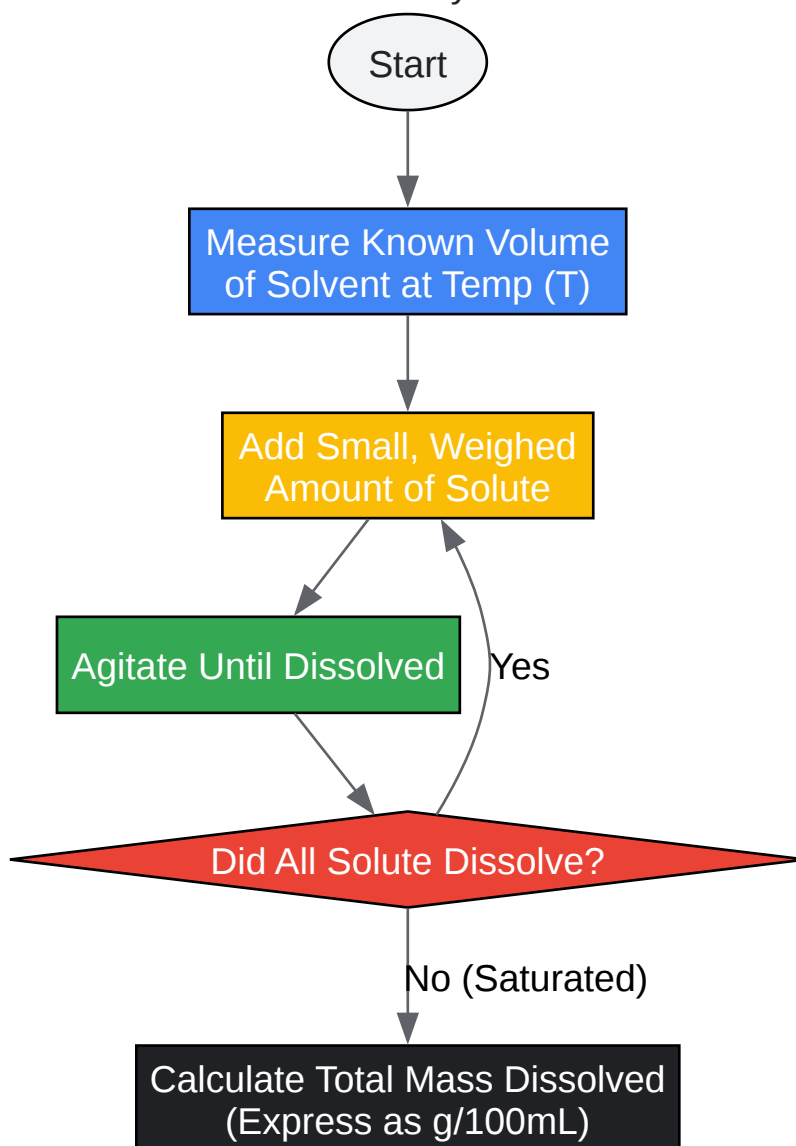 Start
Measure Known Volume
of Solvent at Temp (T)
Add Small, Weighed
Amount of Solute
Agitate Until Dissolved
Yes
Did All Solute Dissolve?
No (Saturated)
Calculate Total Mass Dissolved
(Express as g/100mL)